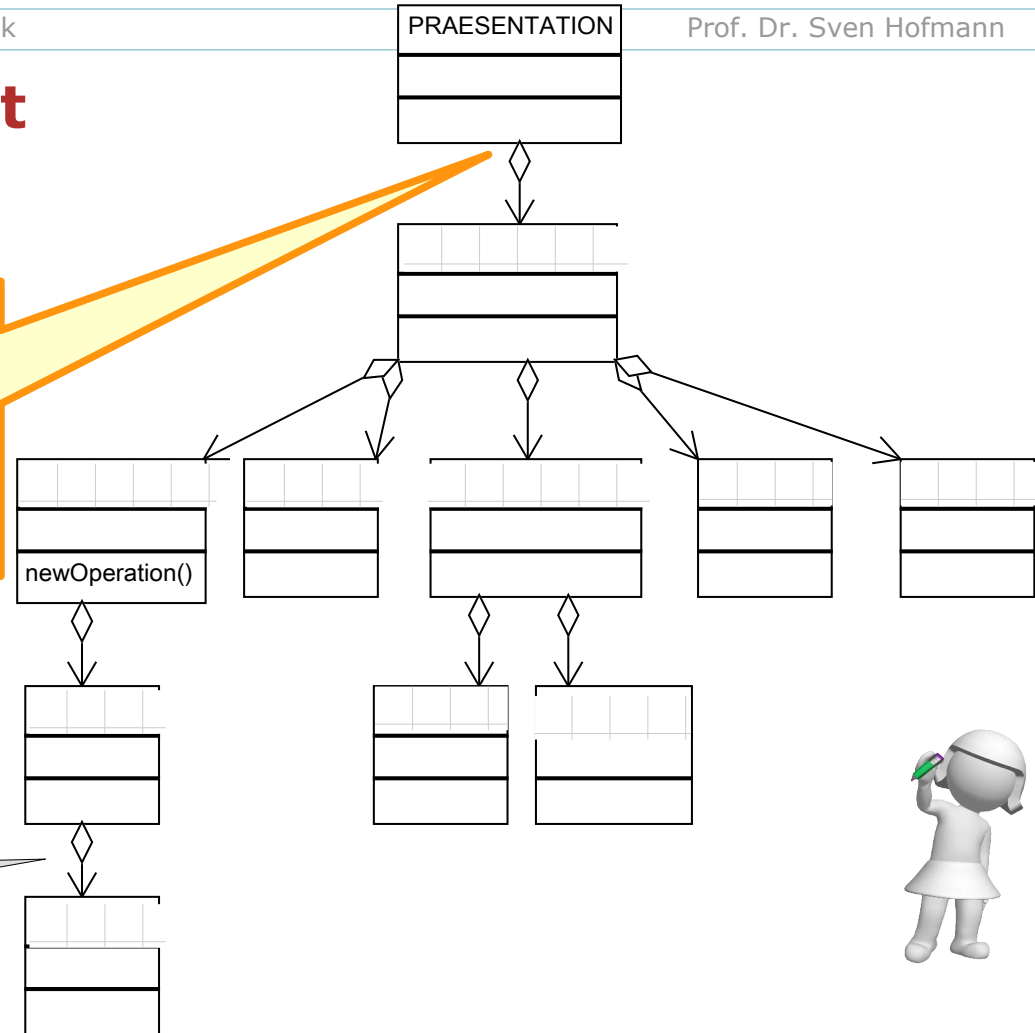 k
PRAESENTATION
Prof. Dr. Sven Hofmann
t
newOperation()